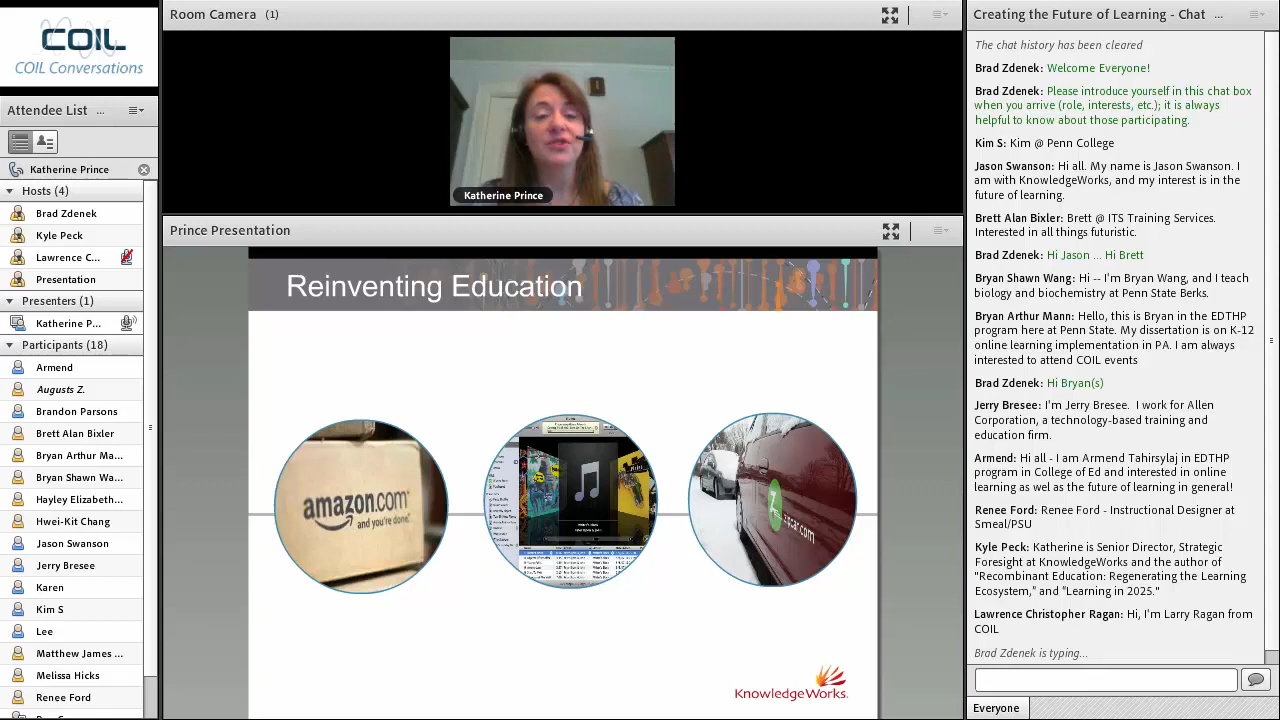 COIL
COIL Conversations
Attendee List ...
Katherine Prince
Hosts (4)
Brad Zdenek
Kyle Peck
Lawrence C...
Presentation
Presenters (1)
Katherine P...
Participants (18)
Armend
Augusts Z.
Brandon Parsons
Brett Alan Bixler
Bryan Arthur Ma...
Bryan Shawn Wa...
Hayley Elizabeth...
Hwei-Kit Chang
Jason Swanson
Jerry Bresee
Karen
Kim S
Lee
Matthew James ...
Melissa Hicks
Renee Ford
Room Camera (1)
Katherine Prince
Prince Presentation
Reinventing Education
amazon.com
and you're done.
zipcar.com
KnowledgeWorks.
Creating the Future of Learning - Chat ...
The chat history has been cleared
Brad Zdenek: Welcome Everyone!
Brad Zdenek: Please introduce yourself in this chat box
when you arrive (role, interests, etc.); it is always
helpful to know about those participating.
Kim S: Kim @ Penn College
Jason Swanson: Hi all. My name is Jason Swanson. I
am with KnowledgeWorks, and my interest is in the
future of learning.
Brett Alan Bixler: Brett @ ITS Training Services.
Interested in all things futuristic.
Brad Zdenek: Hi Jason ... Hi Brett
Bryan Shawn Wang: Hi -- I'm Bryan Wang, and I teach
biology and biochemistry at Penn State Berks.
Bryan Arthur Mann: Hello, this is Bryan in the EDTHP
program here at Penn State. My dissertation is on K-12
online learning implementation in PA. I am always
interested to attend COIL events
Brad Zdenek: Hi Bryan(s)
Jerry Bresee: I'm Jerry Bresee. I work for Allen
Communication, a technology-based training and
education firm.
Armend: Hi all - I am Armend Tahirsylaj in EDTHP
program in College of Ed and interested in online
learning as wel as the future of learning in general!
Renee Ford: Renee Ford - Instructional Designer at
Kyle Peck: Katherine is the Senior Director, Strategic
Foresight, at KnowledgeWorks and the author of
"Innovating Education, Regenerating the Learning
Ecosystem," and "Learning in 2025."
Lawrence Christopher Ragan: Hi, I'm Larry Ragan from
COIL
Brad Zdenek is typing...
Everyone